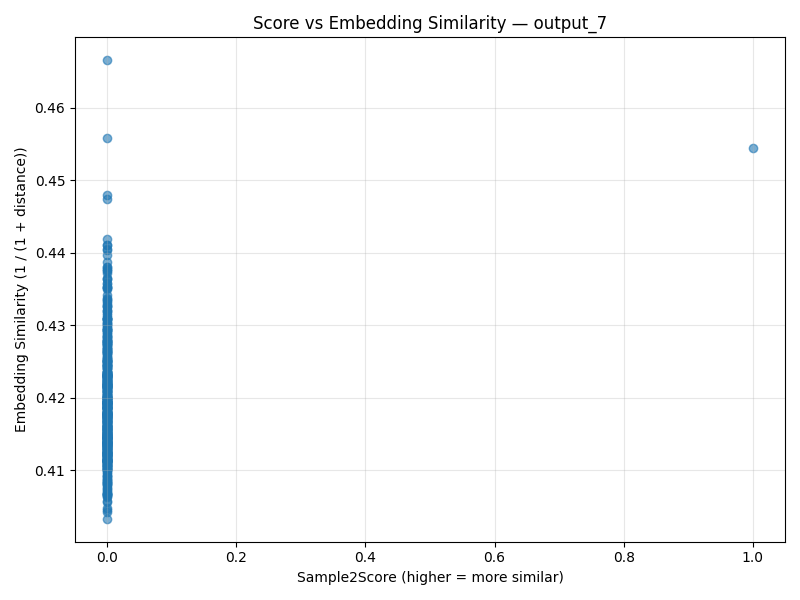 Score vs Embedding Similarity — output_7
Embedding Similarity (1 / (1 + distance))
0.46
0.45
0.44
0.43
0.42
0.41
0.0 0.2 0.4 0.6 0.8 1.0
Sample2Score (higher = more similar)